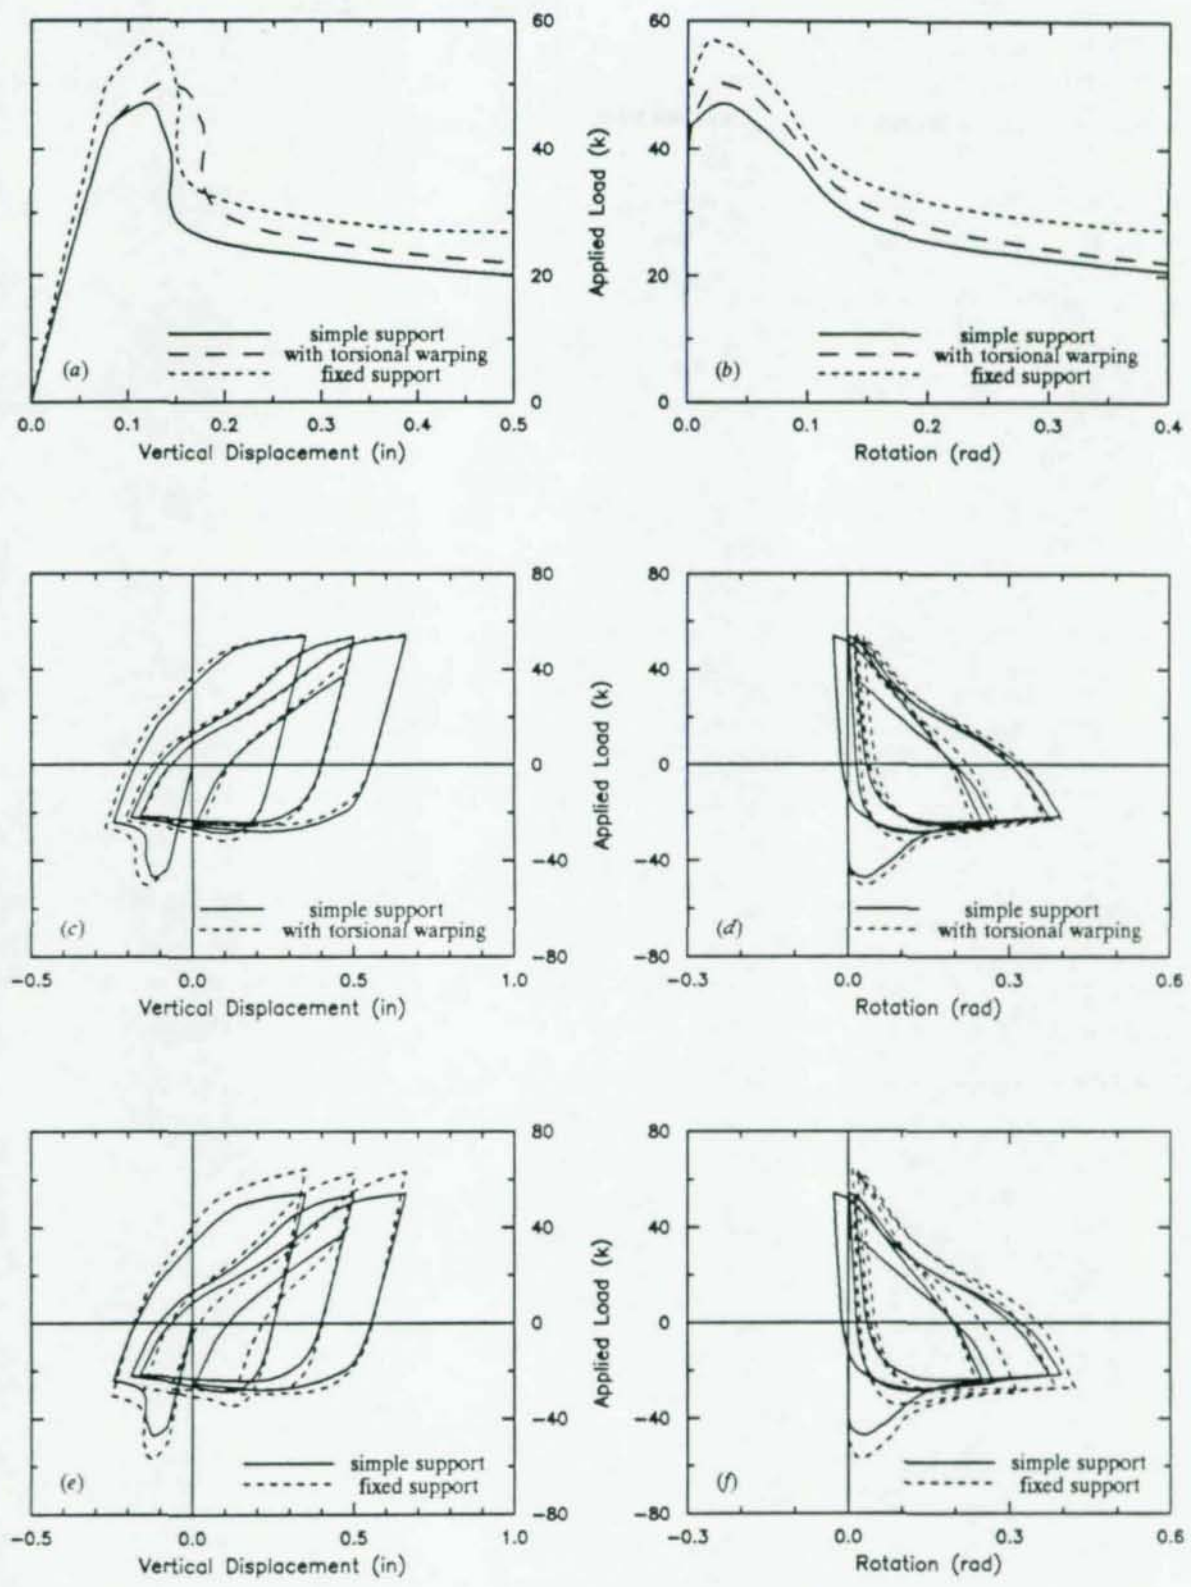 60
40
20
0
Applied Load (k)
simple support
with torsional warping
fixed support
(a)
0.0 0.1 0.2 0.3 0.4 0.5
Vertical Displacement (in)
simple support
with torsional warping
fixed support
(b)
60
40
20
0
0.0 0.1 0.2 0.3 0.4
Rotation (rad)
80
40
0
−40
−80
Applied Load (k)
simple support
with torsional warping
(c)
−0.5 0.0 0.5 1.0
Vertical Displacement (in)
80
40
0
−40
−80
simple support
with torsional warping
(d)
−0.3 0.0 0.3 0.6
Rotation (rad)
80
40
0
−40
−80
Applied Load (k)
simple support
fixed support
(e)
−0.5 0.0 0.5 1.0
Vertical Displacement (in)
80
40
0
−40
−80
simple support
fixed support
(f)
−0.3 0.0 0.3 0.6
Rotation (rad)